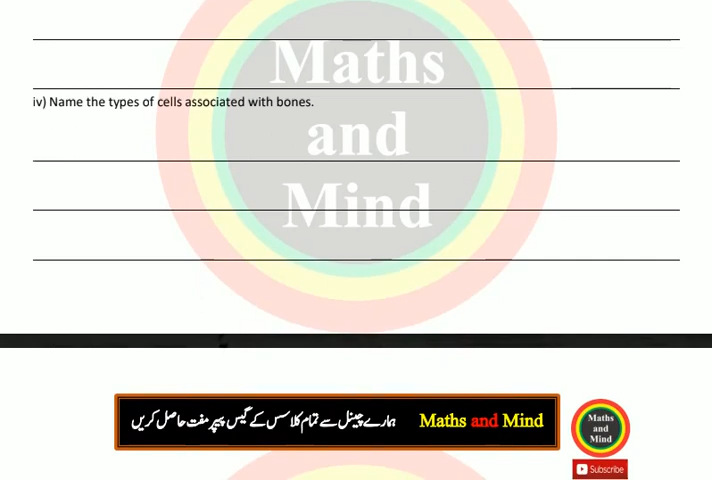 Maths
iv) Name the types of cells associated with bones.
and
Mind
ہمارے چینل سے تمام کلاسس کے گیس پیپر مفت حاصل کریں Maths and Mind
Maths
and
Mind
Subscribe